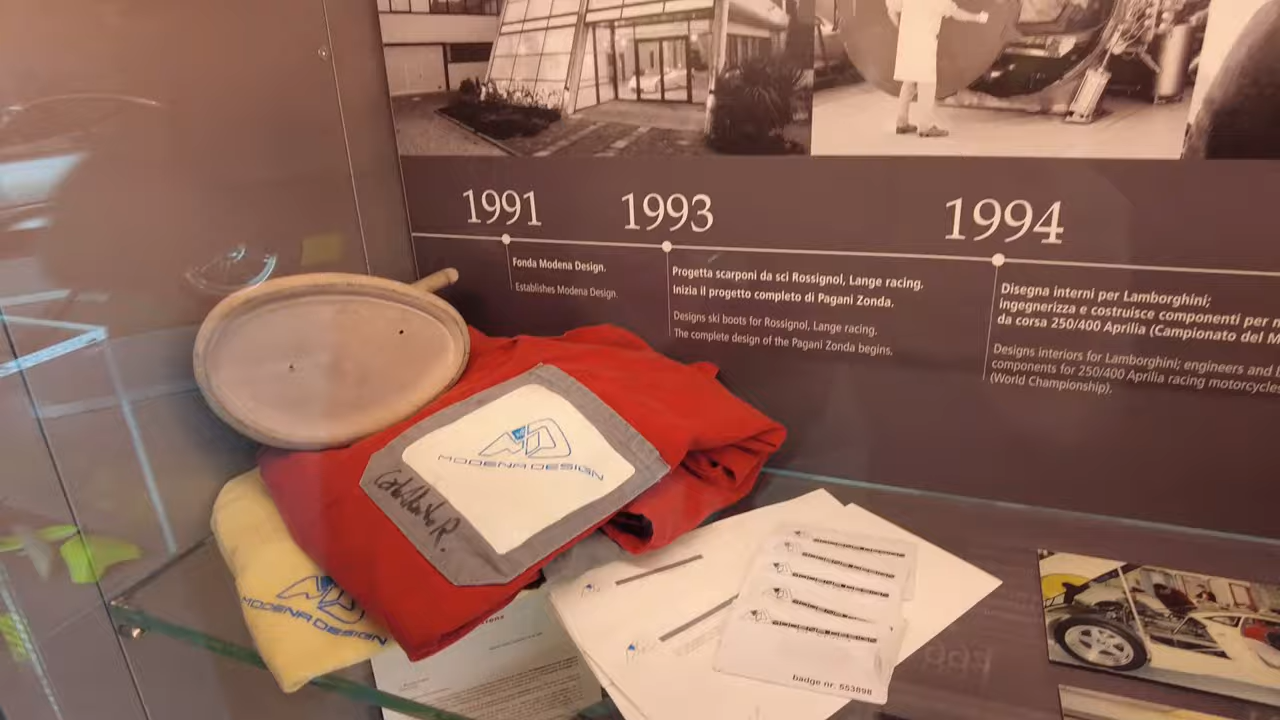 1991
1993
1994
Fonda Modena Design.
Establishes Modena Design.
Progetta scarponi da sci Rossignol, Lange racing.
Inizia il progetto completo di Pagani Zonda.
Designs ski boots for Rossignol, Lange racing.
The complete design of the Pagani Zonda begins.
Disegna interni per Lamborghini;
ingegnerizza e costruisce componenti per
da corsa 250/400 Aprilia (Campionato del M
Designs interiors for Lamborghini; engineers and
components for 250/400 Aprilia racing motorcycles
(World Championship).
MODENA DESIGN
MODENA DESIGN
badge nr. 553898